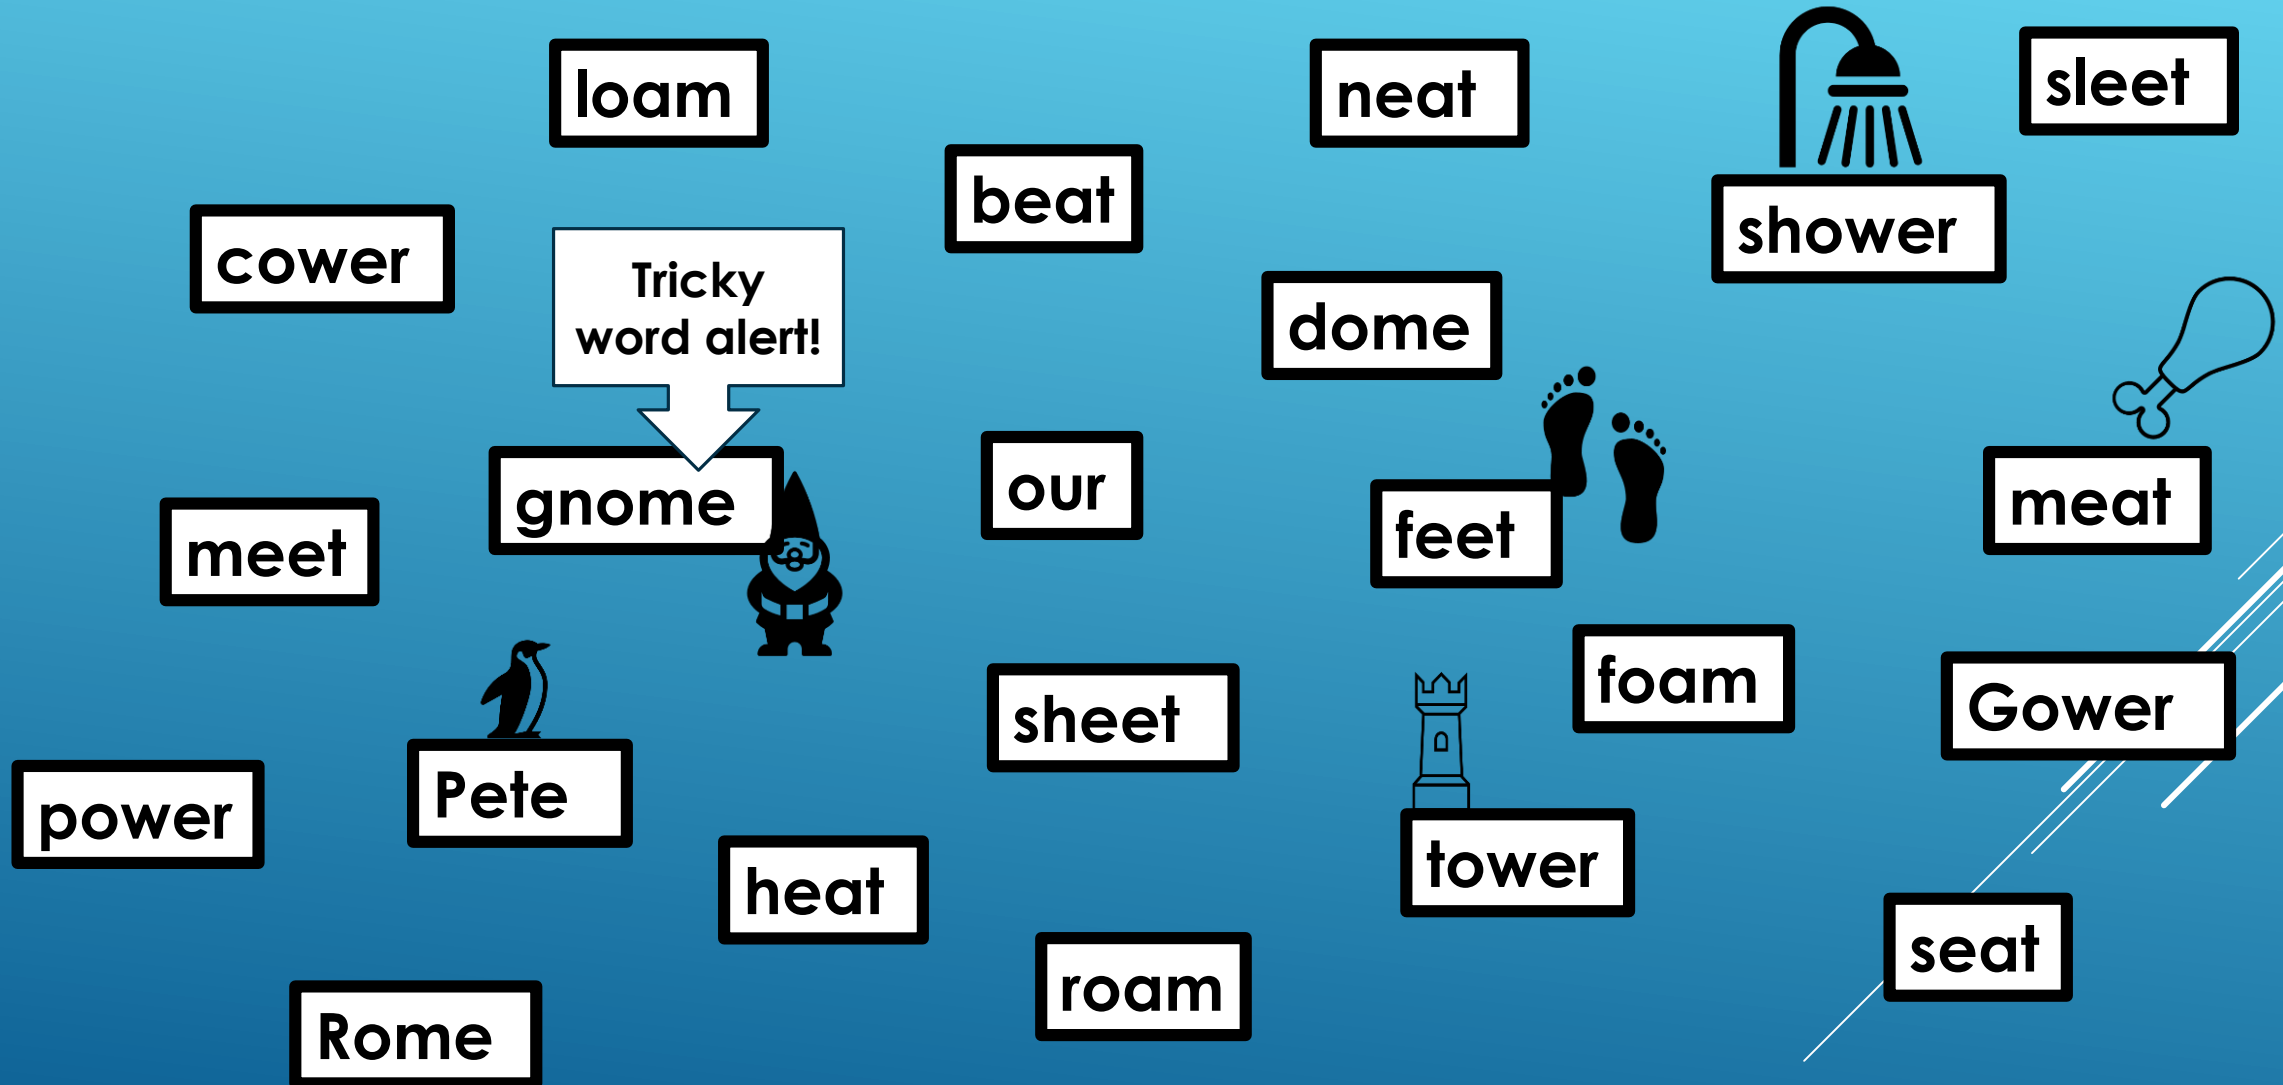 loam
neat
sleet
beat
shower
cower
Tricky
word alert!
dome
gnome
our
feet
meat
meet
foam
Gower
sheet
Pete
power
tower
heat
seat
roam
Rome